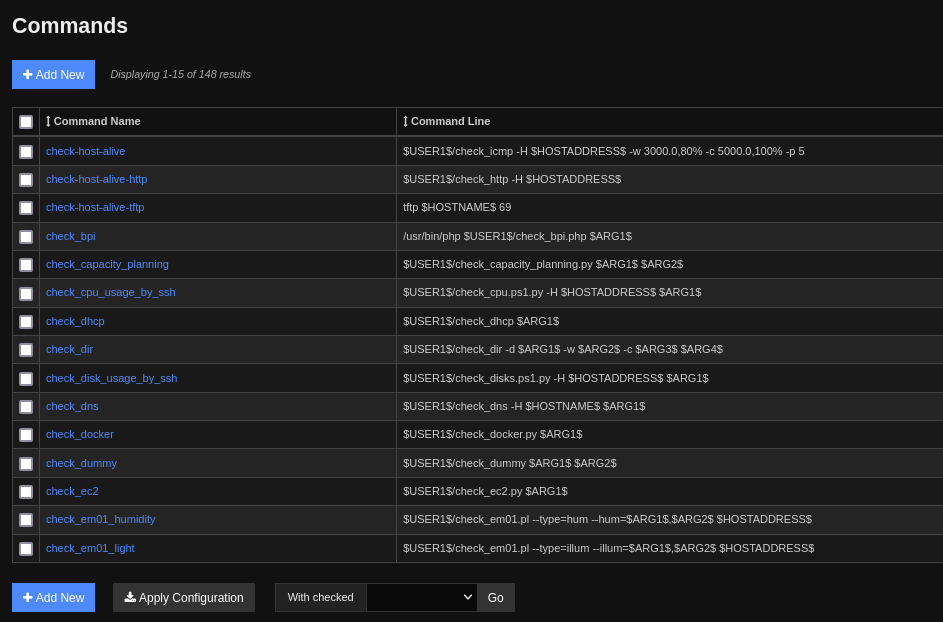 Commands
Add New Displaying 1-15 of 148 results
Command Name Command Line
check-host-alive $USER1$/check_icmp -H $HOSTADDRESS$ -w 3000.0,80% -c 5000.0,100% -p 5
check-host-alive-http $USER1$/check_http -H $HOSTADDRESS$
check-host-alive-tftp tftp $HOSTNAME$ 69
check_bpi /usr/bin/php $USER1$/check_bpi.php $ARG1$
check_capacity_planning $USER1$/check_capacity_planning.py $ARG1$ $ARG2$
check_cpu_usage_by_ssh $USER1$/check_cpu.ps1.py -H $HOSTADDRESS$ $ARG1$
check_dhcp $USER1$/check_dhcp $ARG1$
check_dir $USER1$/check_dir -d $ARG1$ -w $ARG2$ -c $ARG3$ $ARG4$
check_disk_usage_by_ssh $USER1$/check_disks.ps1.py -H $HOSTADDRESS$ $ARG1$
check_dns $USER1$/check_dns -H $HOSTNAME$ $ARG1$
check_docker $USER1$/check_docker.py $ARG1$
check_dummy $USER1$/check_dummy $ARG1$ $ARG2$
check_ec2 $USER1$/check_ec2.py $ARG1$
check_em01_humidity $USER1$/check_em01.pl --type=hum --hum=$ARG1$,$ARG2$ $HOSTADDRESS$
check_em01_light $USER1$/check_em01.pl --type=illum --illum=$ARG1$,$ARG2$ $HOSTADDRESS$
Add New Apply Configuration With checked Go